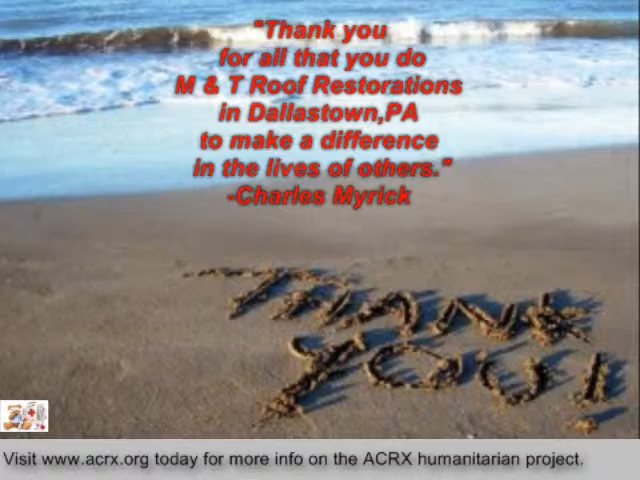 "Thank you
for all that you do
M & T Roof Restorations
in Dallastown,PA
to make a difference
in the lives of others."
-Charles Myrick
THANK
YOU!
Visit www.acrx.org today for more info on the ACRX humanitarian project.